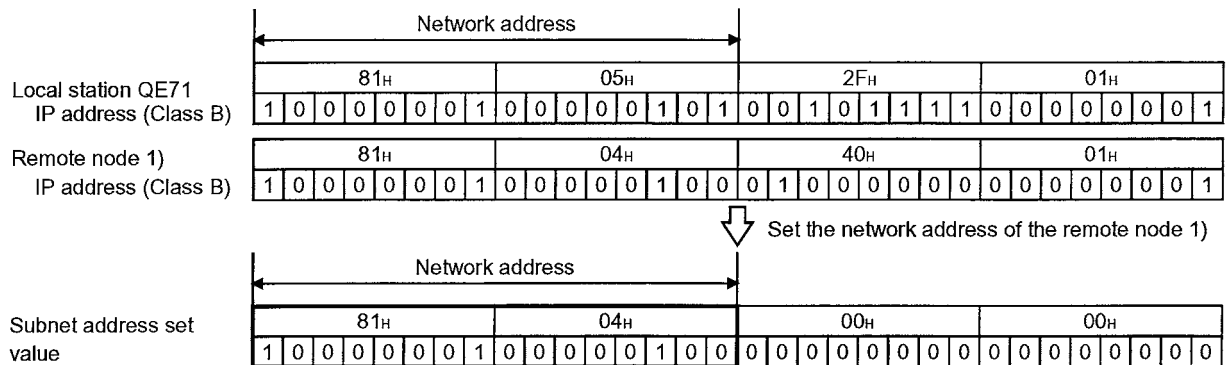 Network address
Local station QE71
IP address (Class B)
81H 05H 2FH 01H
1 0 0 0 0 0 0 1 0 0 0 0 0 1 0 1 0 0 1 0 1 1 1 1 0 0 0 0 0 0 0 1
Remote node 1)
IP address (Class B)
81H 04H 40H 01H
1 0 0 0 0 0 0 1 0 0 0 0 0 1 0 0 0 1 0 0 0 0 0 0 0 0 0 0 0 0 0 1
Set the network address of the remote node 1)
Network address
Subnet address set
value
81H 04H 00H 00H
1 0 0 0 0 0 0 1 0 0 0 0 0 1 0 0 0 0 0 0 0 0 0 0 0 0 0 0 0 0 0 0